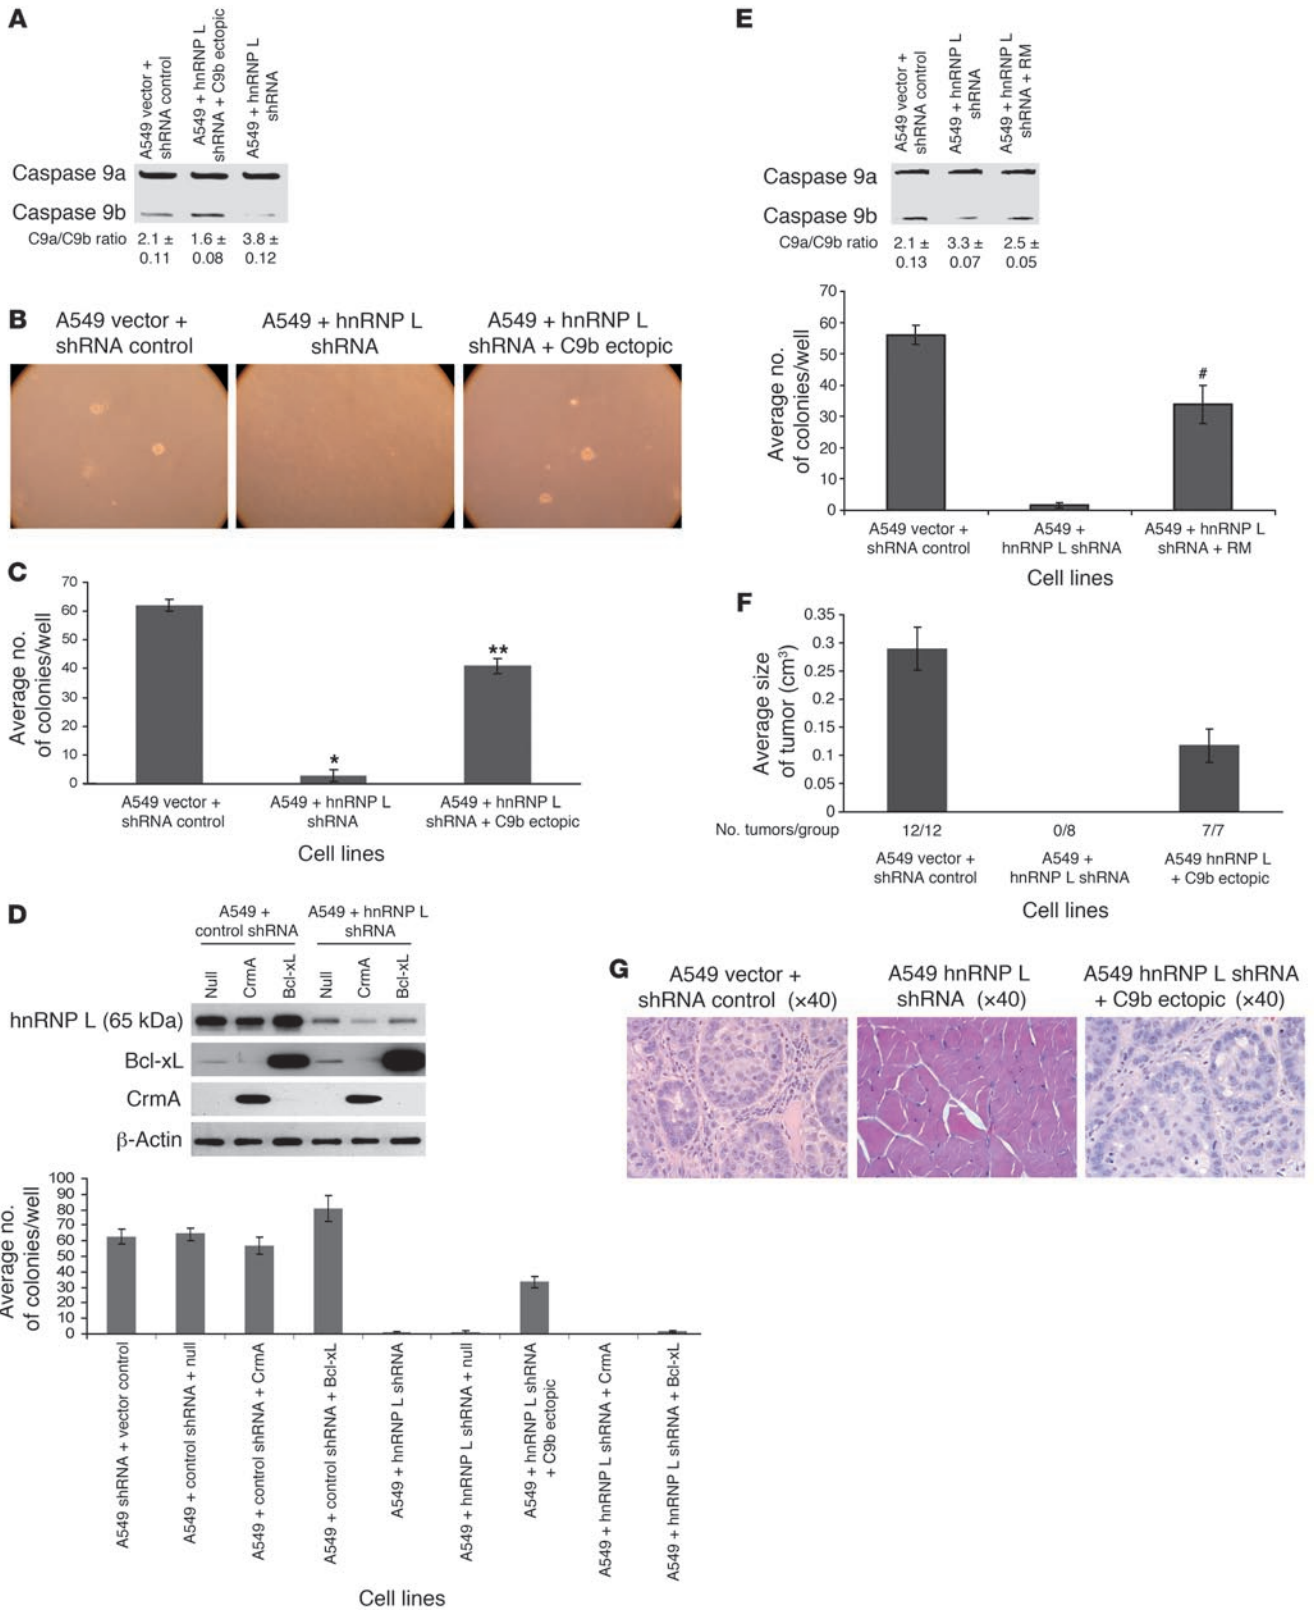 A
A549 vector +
shRNA control
A549 + hnRNP L
shRNA + C9b ectopic
A549 + hnRNP L
shRNA
Caspase 9a
Caspase 9b
C9a/C9b ratio
2.1 ±
0.11
1.6 ±
0.08
3.8 ±
0.12
B
A549 vector +
shRNA control
A549 + hnRNP L
shRNA
A549 + hnRNP L
shRNA + C9b ectopic
C
Average no.
of colonies/well
70
60
50
40
30
20
10
0
*
**
A549 vector +
shRNA control
A549 + hnRNP L
shRNA
A549 + hnRNP L
shRNA + C9b ectopic
Cell lines
D
A549 +
control shRNA
A549 + hnRNP L
shRNA
Null
CrmA
Bcl-xL
Null
CrmA
Bcl-xL
hnRNP L (65 kDa)
Bcl-xL
CrmA
β-Actin
Average no.
of colonies/well
100
90
80
70
60
50
40
30
20
10
0
A549 shRNA + vector control
A549 + control shRNA + null
A549 + control shRNA + CrmA
A549 + control shRNA + Bcl-xL
A549 + hnRNP L shRNA
A549 + hnRNP L shRNA + null
A549 + hnRNP L shRNA
+ C9b ectopic
A549 + hnRNP L shRNA + CrmA
A549 + hnRNP L shRNA + Bcl-xL
Cell lines
E
A549 vector +
shRNA control
A549 + hnRNP L
shRNA
A549 + hnRNP L
shRNA + RM
Caspase 9a
Caspase 9b
C9a/C9b ratio
2.1 ±
0.13
3.3 ±
0.07
2.5 ±
0.05
Average no.
of colonies/well
70
60
50
40
30
20
10
0
#
A549 vector +
shRNA control
A549 +
hnRNP L shRNA
A549 + hnRNP L
shRNA + RM
Cell lines
F
Average size
of tumor (cm³)
0.35
0.3
0.25
0.2
0.15
0.1
0.05
0
No. tumors/group
12/12
0/8
7/7
A549 vector +
shRNA control
A549 +
hnRNP L shRNA
A549 hnRNP L
+ C9b ectopic
Cell lines
G
A549 vector +
shRNA control (×40)
A549 hnRNP L
shRNA (×40)
A549 hnRNP L shRNA
+ C9b ectopic (×40)